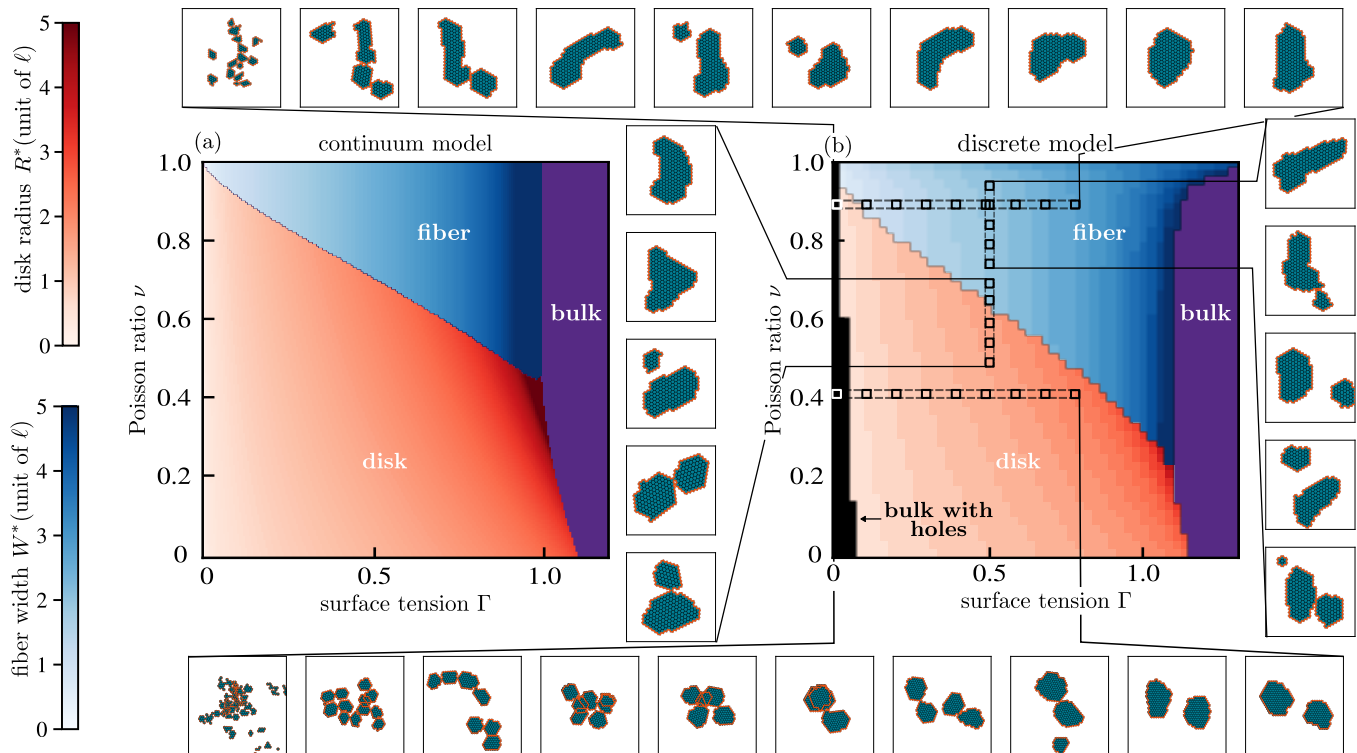 disk radius R* (unit of ℓ)
5
4
3
2
1
0
fiber width W* (unit of ℓ)
5
4
3
2
1
0
(a)
continuum model
Poisson ratio ν
1.0
0.8
0.6
0.4
0.2
0
fiber
bulk
disk
0
0.5
1.0
surface tension Γ
(b)
discrete model
Poisson ratio ν
1.0
0.8
0.6
0.4
0.2
0
fiber
bulk
disk
bulk with
holes
0
0.5
1.0
surface tension Γ